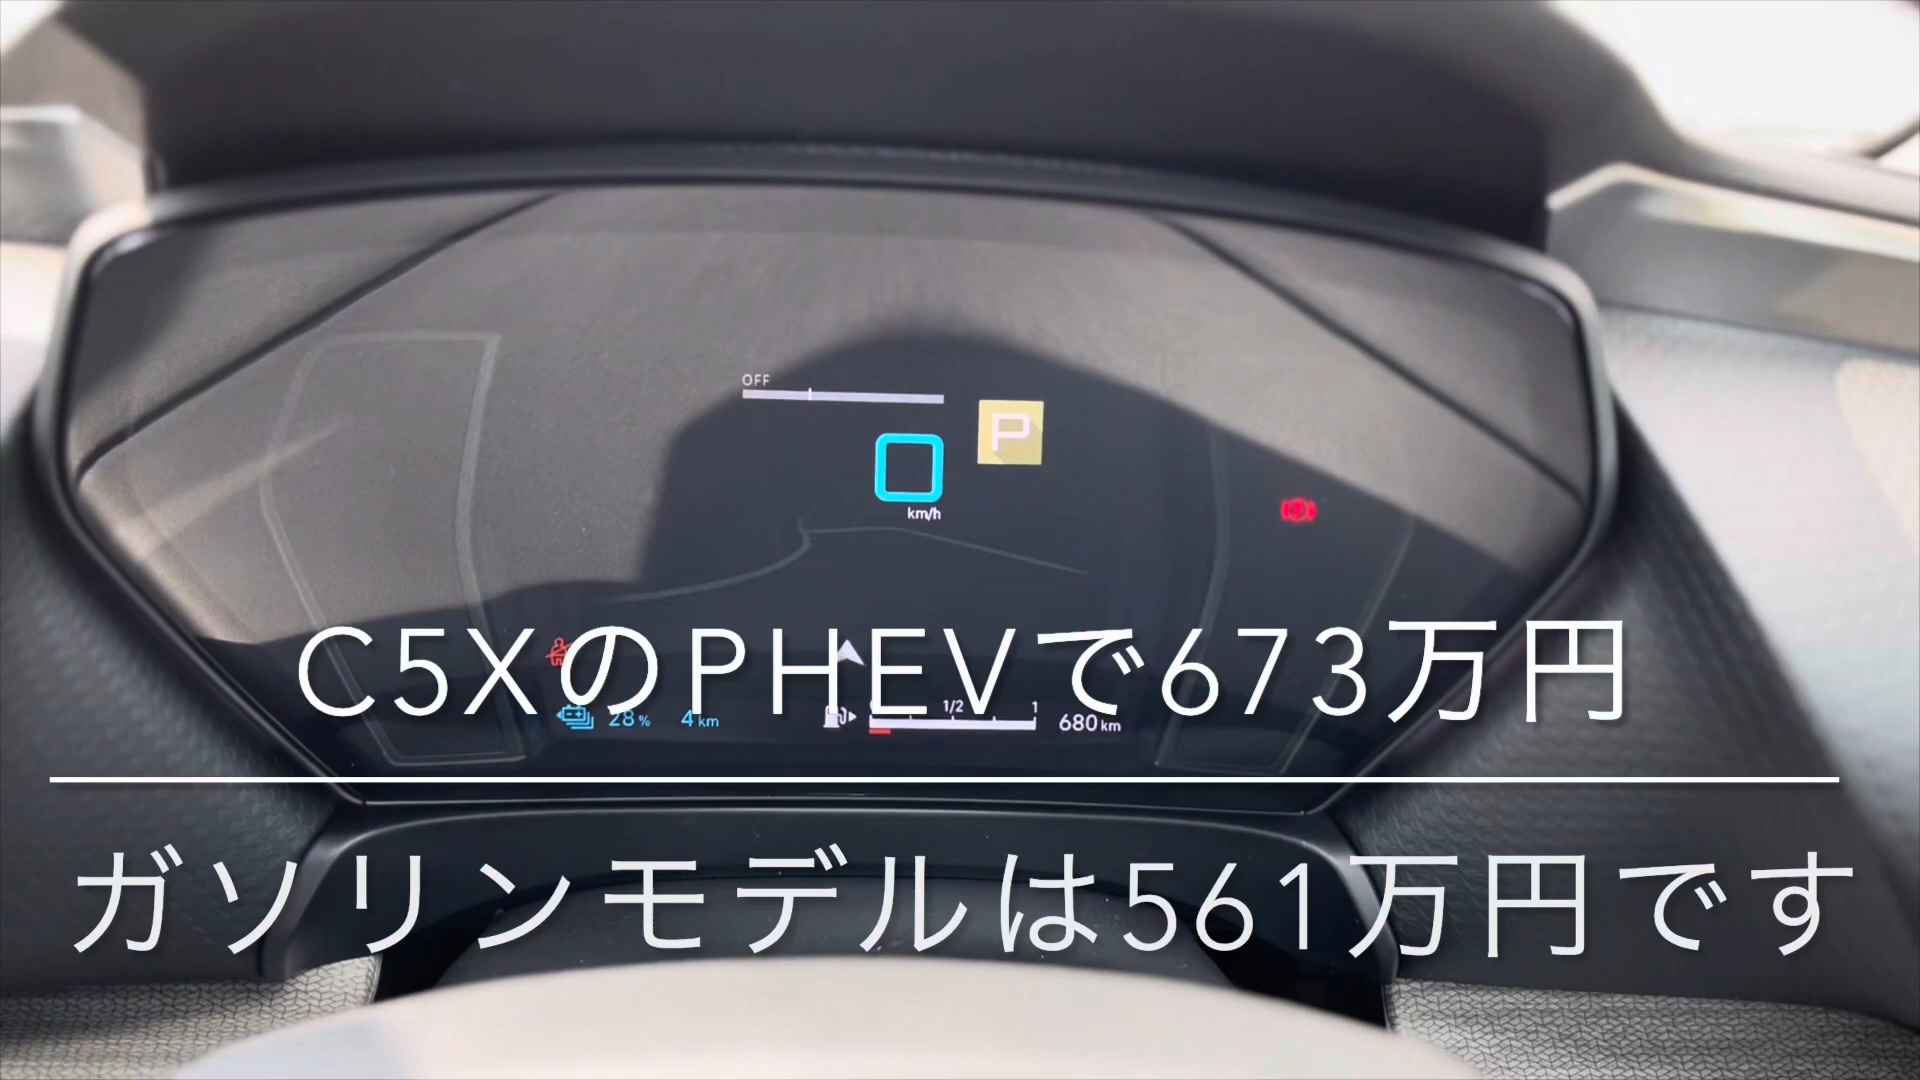 OFF
P
km/h
C5XのPHEVで673万円
28% 4km 1/2 1 680km
ガソリンモデルは561万円です